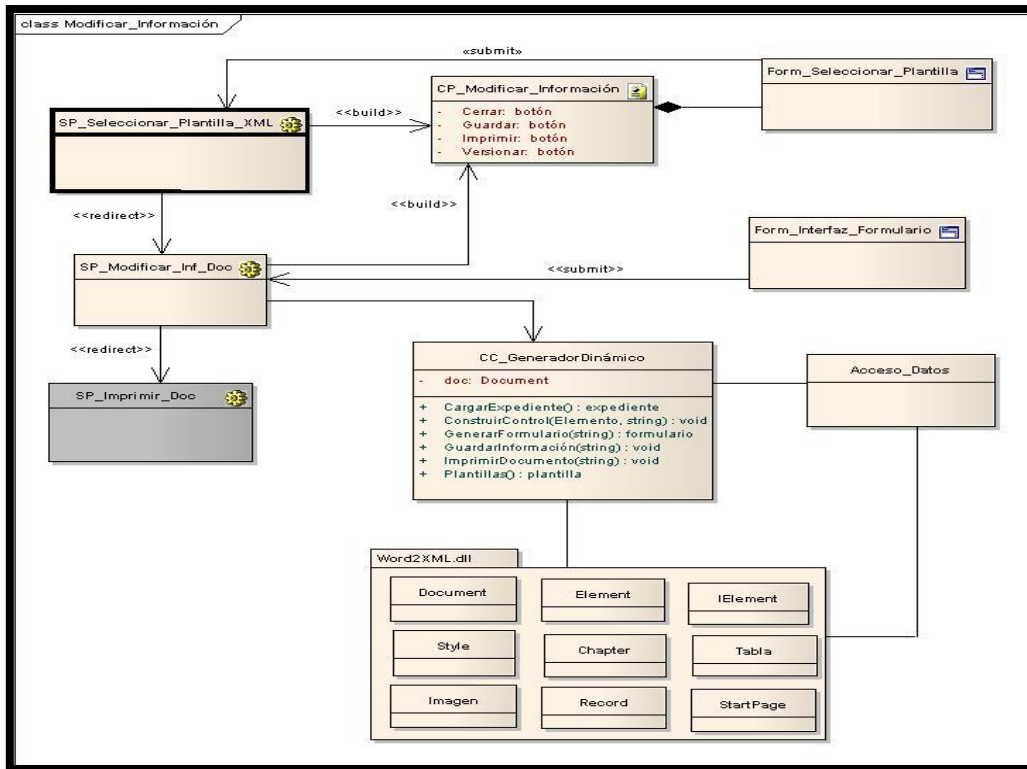 class Modificar_Información
«submit»
Form_Seleccionar_Plantilla
CP_Modificar_Información
- Cerrar: botón
- Guardar: botón
- Imprimir: botón
- Versionar: botón
SP_Seleccionar_Plantilla_XML
<<build>>
<<redirect>>
<<build>>
Form_Interfaz_Formulario
SP_Modificar_Inf_Doc
<<submit>>
<<redirect>>
CC_GeneradorDinámico
- doc: Document
+ CargarExpediente() : expediente
+ ConstruirControl(Elemento, string) : void
+ GenerarFormulario(string) : formulario
+ GuardarInformación(string) : void
+ ImprimirDocumento(string) : void
+ Plantillas() : plantilla
Acceso_Datos
SP_Imprimir_Doc
Word2XML.dll
Document
Element
IElement
Style
Chapter
Tabla
Imagen
Record
StartPage